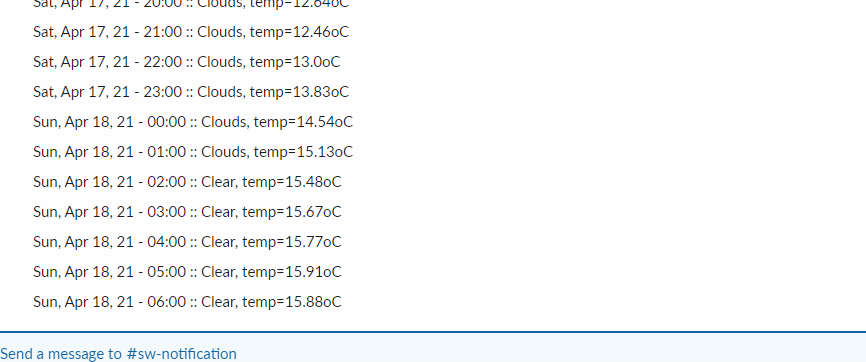 Sat, Apr 17, 21 - 20:00 :: Clouds, temp=12.64oC
Sat, Apr 17, 21 - 21:00 :: Clouds, temp=12.46oC
Sat, Apr 17, 21 - 22:00 :: Clouds, temp=13.0oC
Sat, Apr 17, 21 - 23:00 :: Clouds, temp=13.83oC
Sun, Apr 18, 21 - 00:00 :: Clouds, temp=14.54oC
Sun, Apr 18, 21 - 01:00 :: Clouds, temp=15.13oC
Sun, Apr 18, 21 - 02:00 :: Clear, temp=15.48oC
Sun, Apr 18, 21 - 03:00 :: Clear, temp=15.67oC
Sun, Apr 18, 21 - 04:00 :: Clear, temp=15.77oC
Sun, Apr 18, 21 - 05:00 :: Clear, temp=15.91oC
Sun, Apr 18, 21 - 06:00 :: Clear, temp=15.88oC
Send a message to #sw-notification